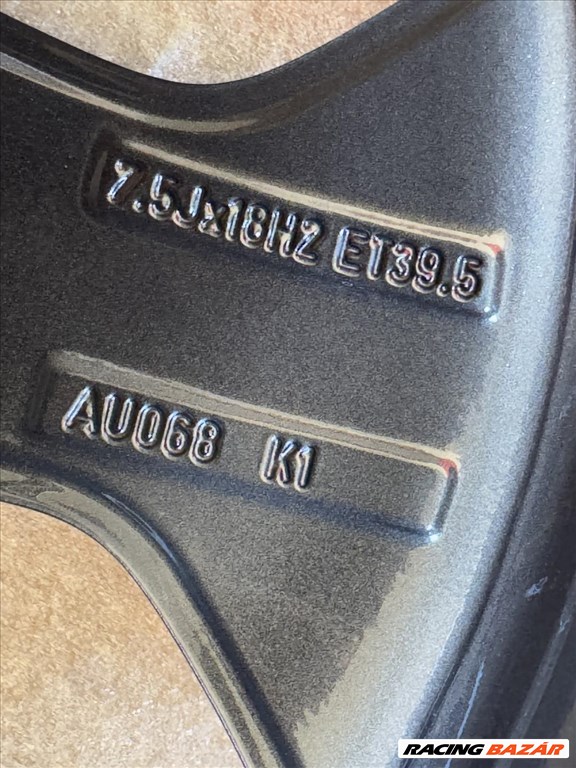 7.5Jx18H2 ET39.5
AU068 K1
RACING BAZÁR